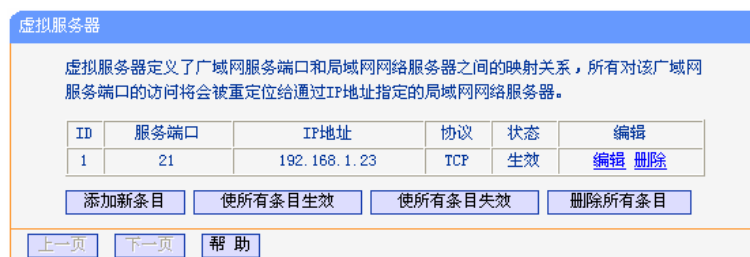 虚拟服务器
虚拟服务器定义了广域网服务端口和局域网网络服务器之间的映射关系，所有对该广域网
服务端口的访问将会被重定位给通过IP地址指定的局域网网络服务器。
ID 服务端口 IP地址 协议 状态 编辑
1 21 192.168.1.23 TCP 生效 编辑 删除
添加新条目 使所有条目生效 使所有条目失效 删除所有条目
上一页 下一页 帮 助